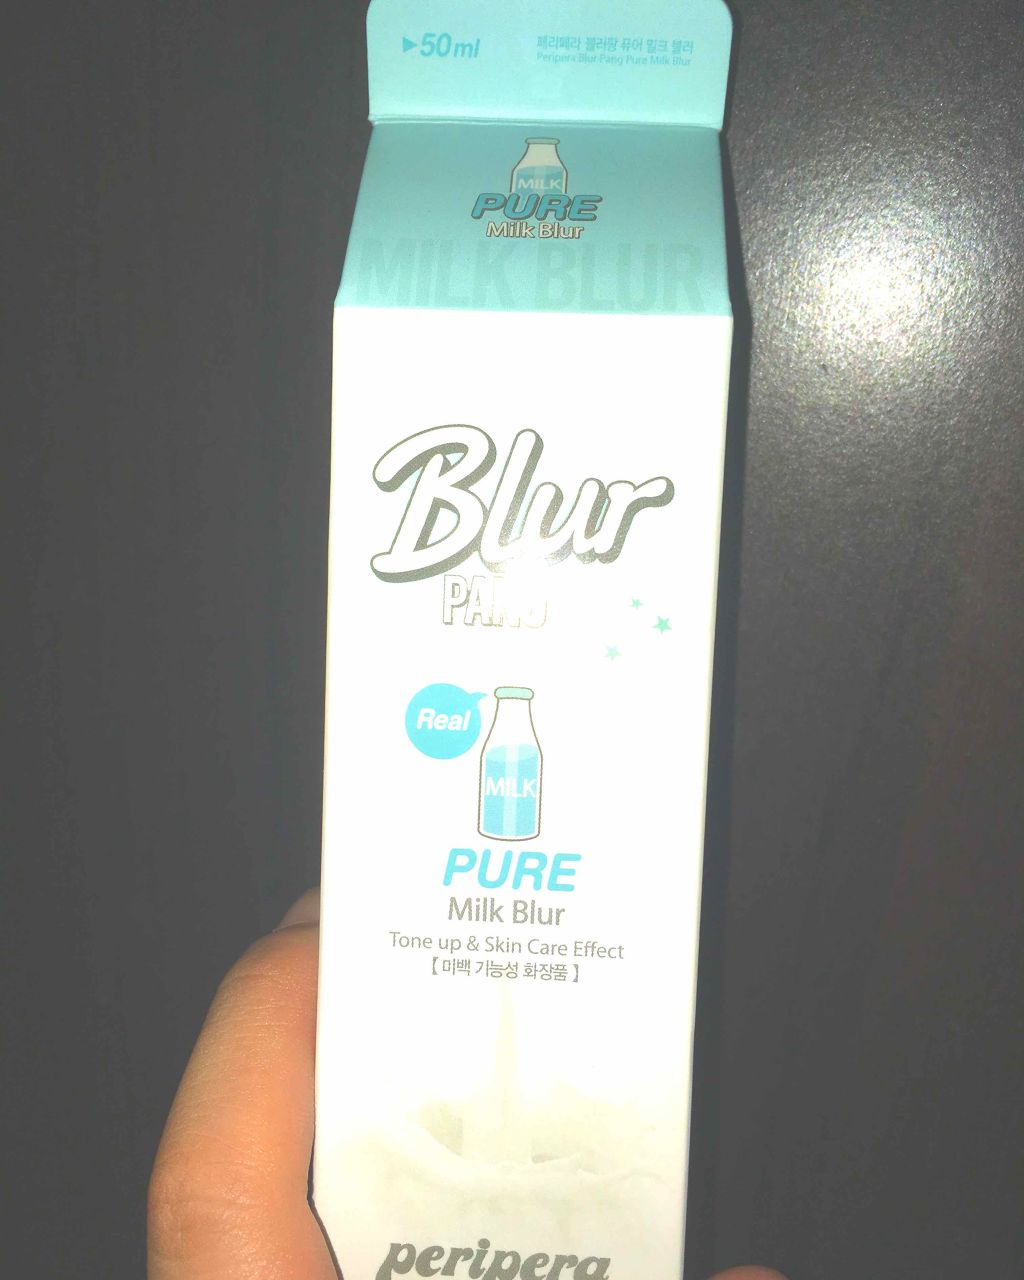 ▶50ml
페리페라 블러팡 퓨어 밀크 블러
Peripera Blur Pang Pure Milk Blur
MILK
PURE
Milk Blur
MILK BLUR
Blur
PANG
Real
MILK
PURE
Milk Blur
Tone up & Skin Care Effect
【 미백 기능성 화장품 】
peripera